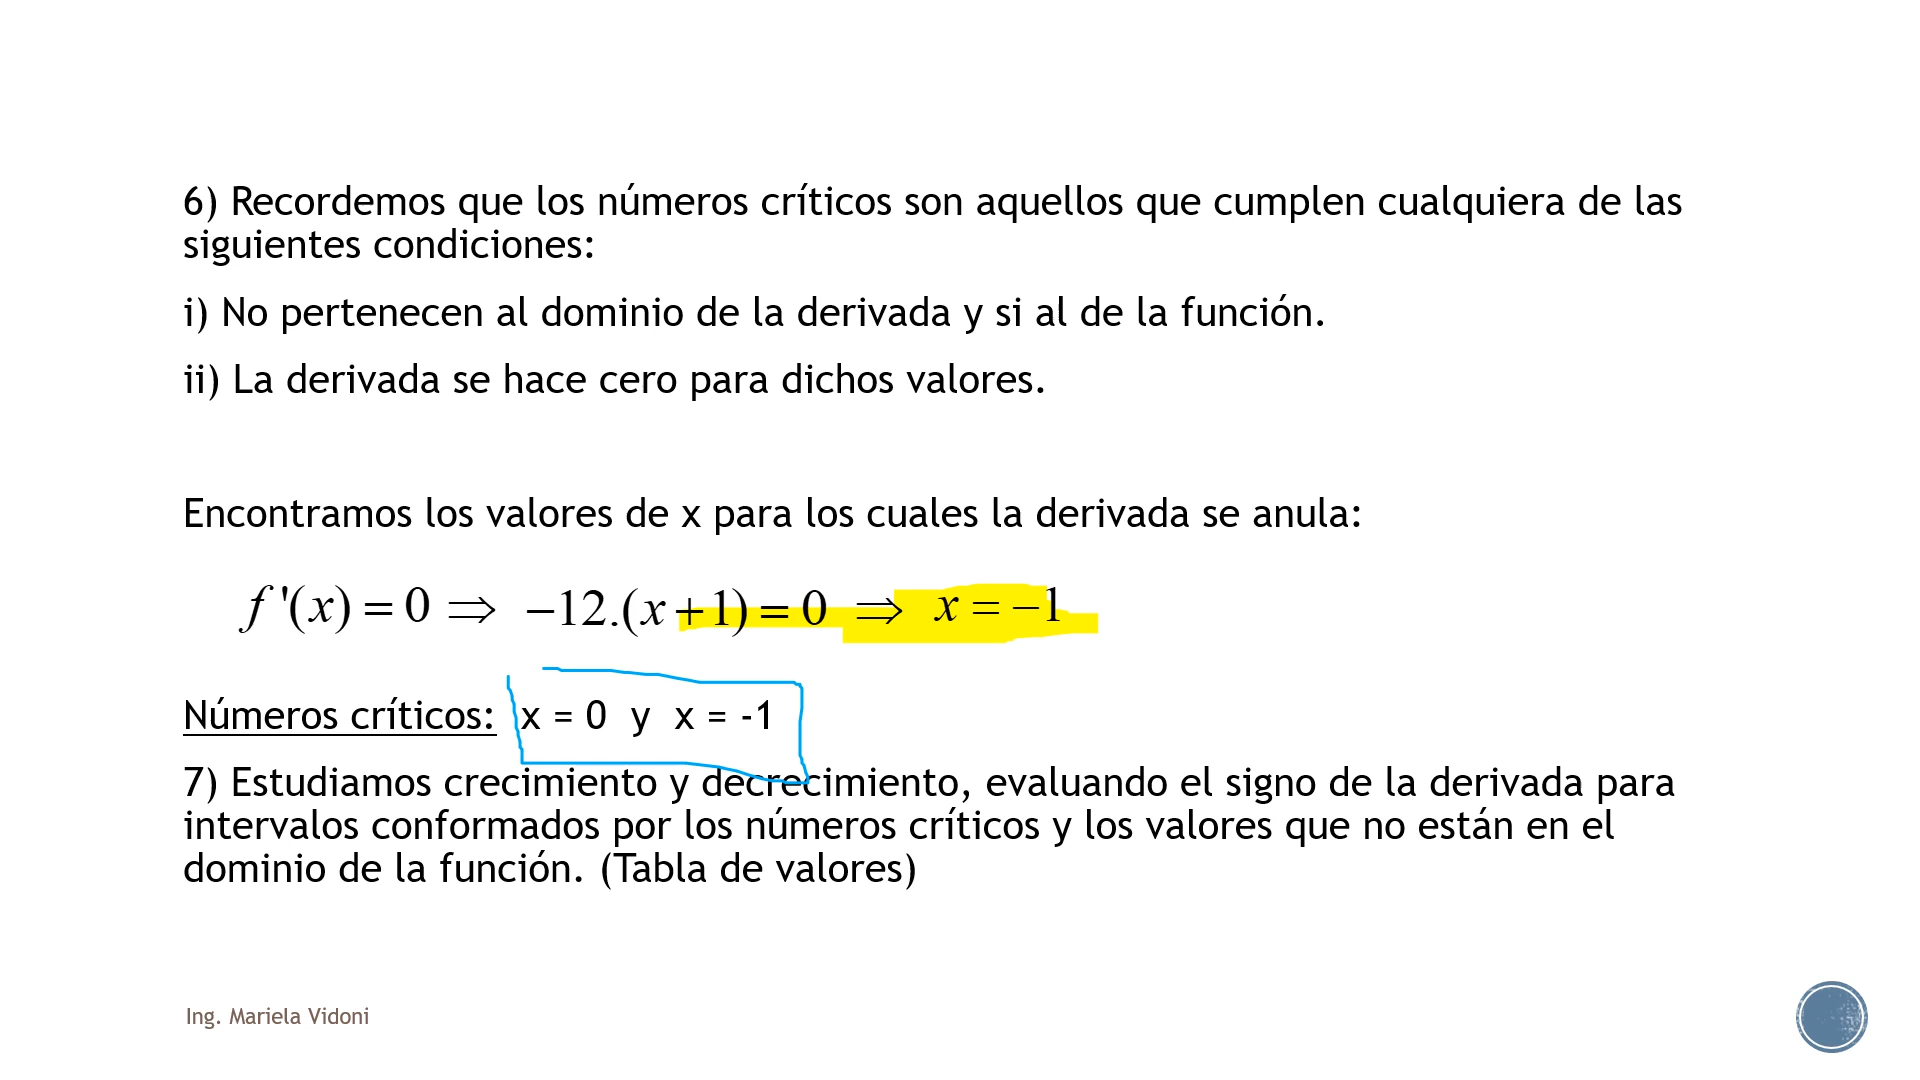 6) Recordemos que los números críticos son aquellos que cumplen cualquiera de las
siguientes condiciones:
i) No pertenecen al dominio de la derivada y si al de la función.
ii) La derivada se hace cero para dichos valores.
Encontramos los valores de x para los cuales la derivada se anula:
f'(x) = 0 ⇒ −12.(x+1) = 0 ⇒ x = −1
Números críticos: x = 0 y x = -1
7) Estudiamos crecimiento y decrecimiento, evaluando el signo de la derivada para
intervalos conformados por los números críticos y los valores que no están en el
dominio de la función. (Tabla de valores)
Ing. Mariela Vidoni